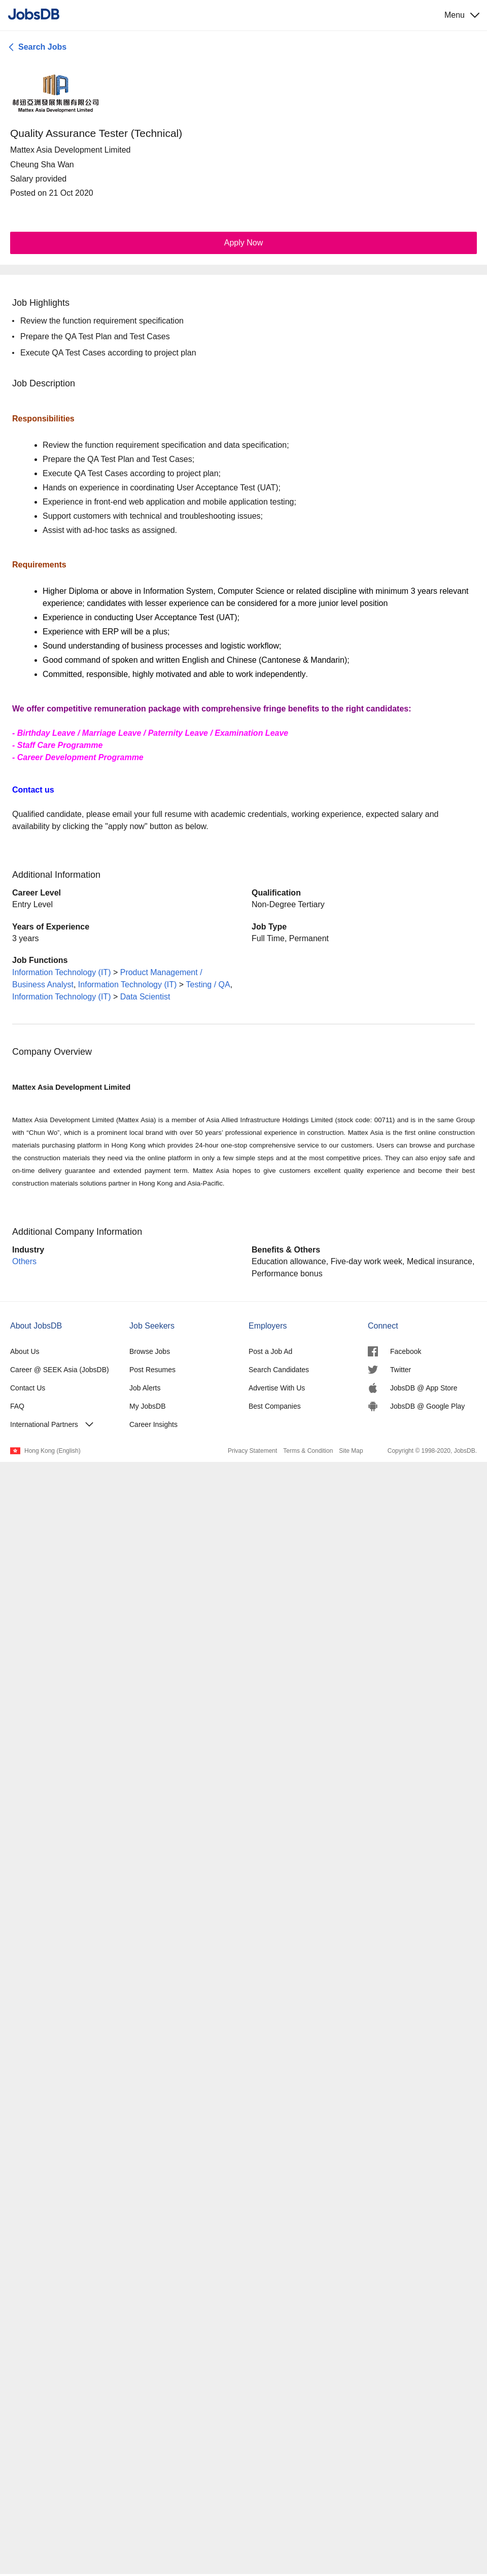 JobsDB
Menu
Search Jobs
Mattex Asia Development Limited
Quality Assurance Tester (Technical)
Mattex Asia Development Limited
Cheung Sha Wan
Salary provided
Posted on 21 Oct 2020
Apply Now
Job Highlights
• Review the function requirement specification
• Prepare the QA Test Plan and Test Cases
• Execute QA Test Cases according to project plan
Job Description
Responsibilities
• Review the function requirement specification and data specification;
• Prepare the QA Test Plan and Test Cases;
• Execute QA Test Cases according to project plan;
• Hands on experience in coordinating User Acceptance Test (UAT);
• Experience in front-end web application and mobile application testing;
• Support customers with technical and troubleshooting issues;
• Assist with ad-hoc tasks as assigned.
Requirements
• Higher Diploma or above in Information System, Computer Science or related discipline with minimum 3 years relevant
experience; candidates with lesser experience can be considered for a more junior level position
• Experience in conducting User Acceptance Test (UAT);
• Experience with ERP will be a plus;
• Sound understanding of business processes and logistic workflow;
• Good command of spoken and written English and Chinese (Cantonese & Mandarin);
• Committed, responsible, highly motivated and able to work independently.
We offer competitive remuneration package with comprehensive fringe benefits to the right candidates:
- Birthday Leave / Marriage Leave / Paternity Leave / Examination Leave
- Staff Care Programme
- Career Development Programme
Contact us
Qualified candidate, please email your full resume with academic credentials, working experience, expected salary and
availability by clicking the "apply now" button as below.
Additional Information
Career Level
Entry Level
Qualification
Non-Degree Tertiary
Years of Experience
3 years
Job Type
Full Time, Permanent
Job Functions
Information Technology (IT) > Product Management /
Business Analyst, Information Technology (IT) > Testing / QA,
Information Technology (IT) > Data Scientist
Company Overview
Mattex Asia Development Limited
Mattex Asia Development Limited (Mattex Asia) is a member of Asia Allied Infrastructure Holdings Limited (stock code: 00711) and is in the same Group
with “Chun Wo”, which is a prominent local brand with over 50 years’ professional experience in construction. Mattex Asia is the first online construction
materials purchasing platform in Hong Kong which provides 24-hour one-stop comprehensive service to our customers. Users can browse and purchase
the construction materials they need via the online platform in only a few simple steps and at the most competitive prices. They can also enjoy safe and
on-time delivery guarantee and extended payment term. Mattex Asia hopes to give customers excellent quality experience and become their best
construction materials solutions partner in Hong Kong and Asia-Pacific.
Additional Company Information
Industry
Others
Benefits & Others
Education allowance, Five-day work week, Medical insurance,
Performance bonus
About JobsDB
About Us
Career @ SEEK Asia (JobsDB)
Contact Us
FAQ
International Partners
Job Seekers
Browse Jobs
Post Resumes
Job Alerts
My JobsDB
Career Insights
Employers
Post a Job Ad
Search Candidates
Advertise With Us
Best Companies
Connect
Facebook
Twitter
JobsDB @ App Store
JobsDB @ Google Play
Hong Kong (English)
Privacy Statement
Terms & Condition
Site Map
Copyright © 1998-2020, JobsDB.